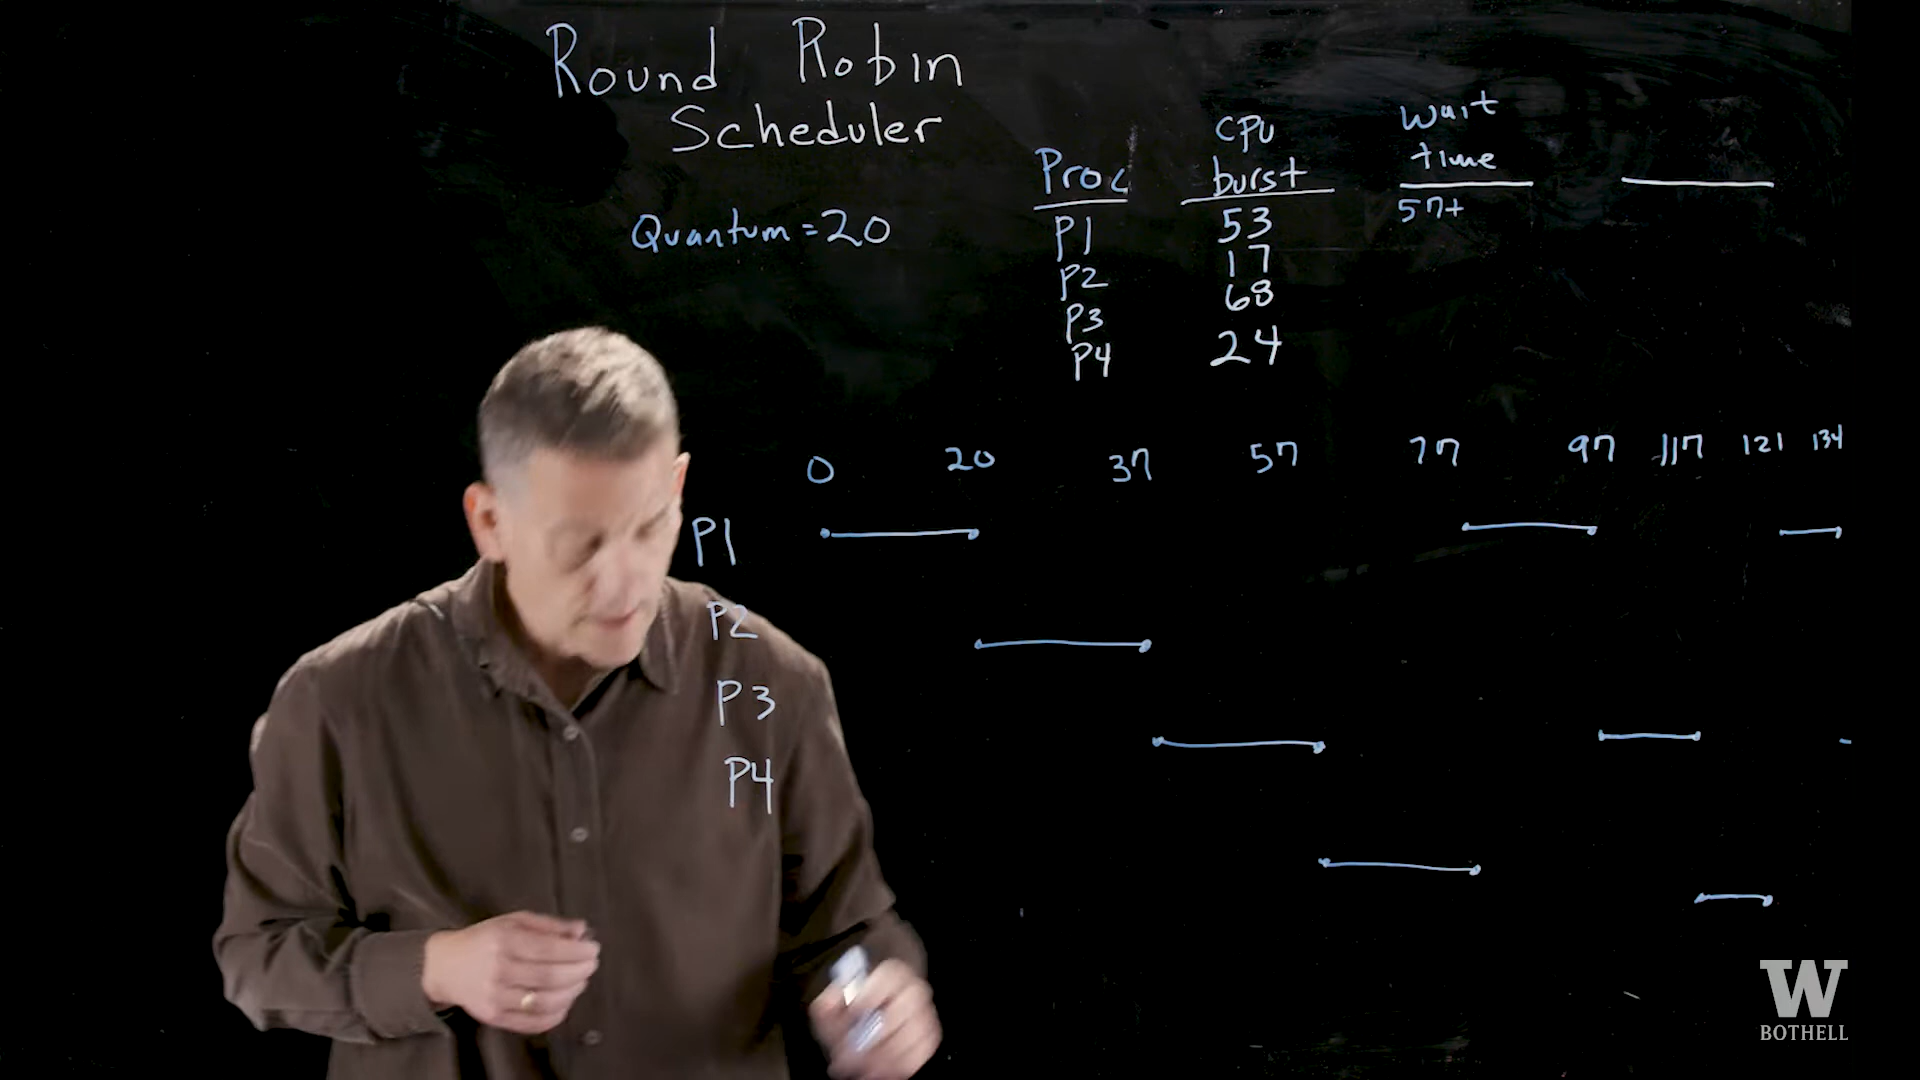 Round Robin
Scheduler
Quantum = 20
Proc CPU burst Wait time
P1 53 57+
P2 17
P3 68
P4 24
0 20 37 57 77 97 117 121 134
P1
P2
P3
P4
W
BOTHELL